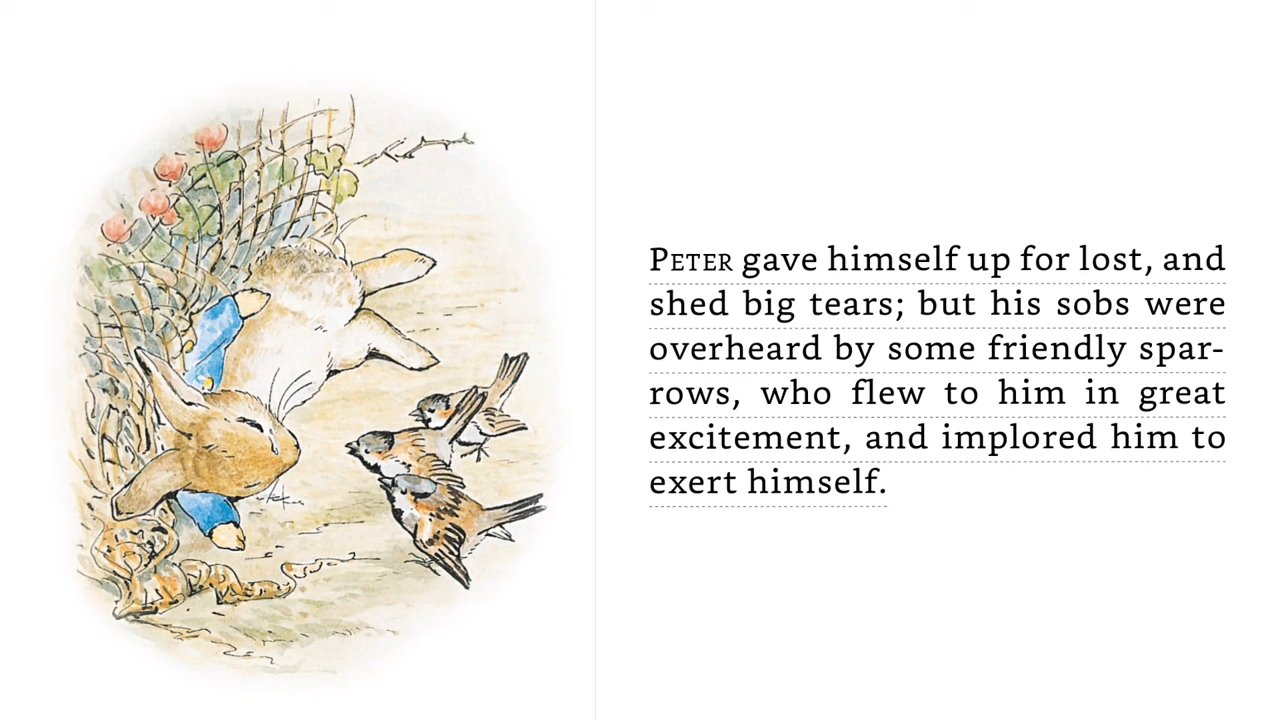 Peter gave himself up for lost, and
shed big tears; but his sobs were
overheard by some friendly spar-
rows, who flew to him in great
excitement, and implored him to
exert himself.